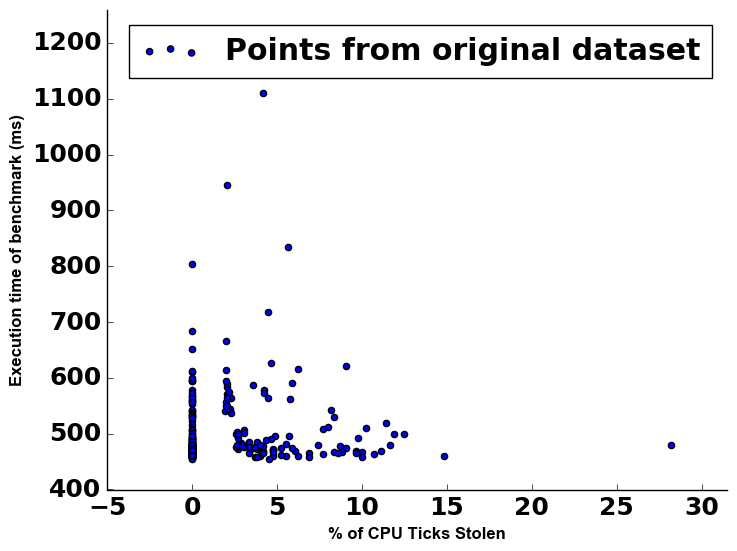 Points from original dataset
1200
1100
1000
900
800
700
600
500
400
−5 0 5 10 15 20 25 30
Execution time of benchmark (ms)
% of CPU Ticks Stolen